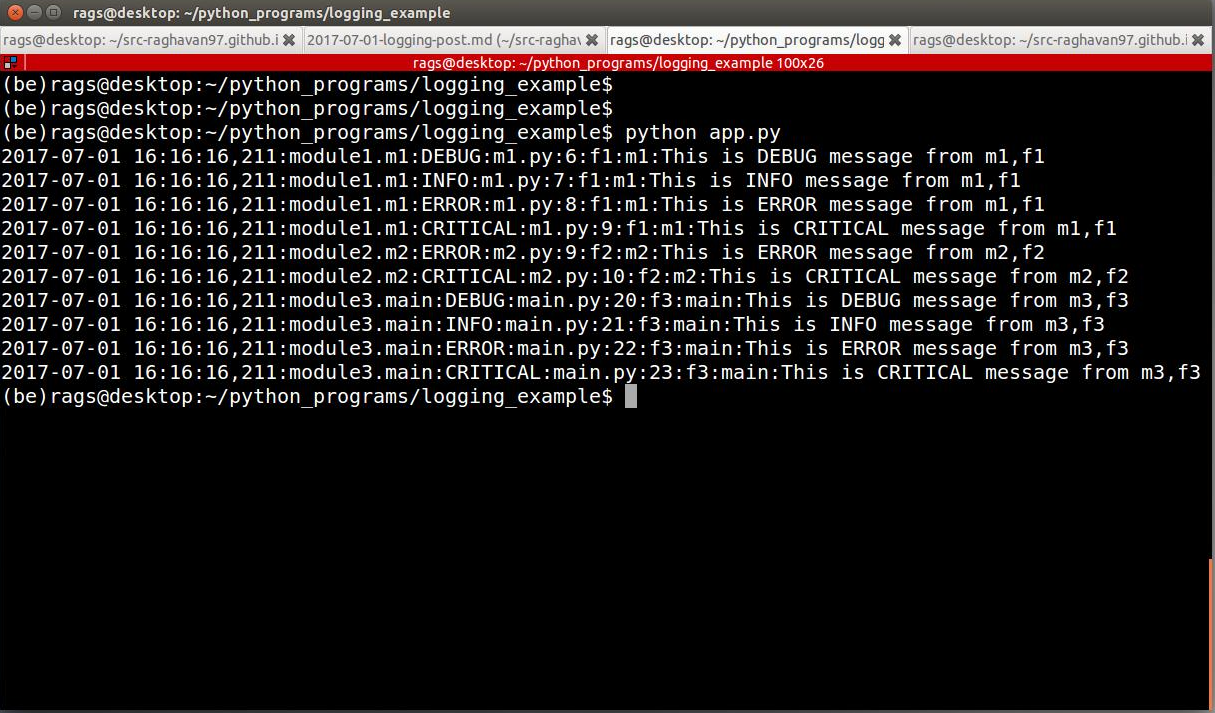 rags@desktop: ~/python_programs/logging_example
rags@desktop: ~/src-raghavan97.github.i
2017-07-01-logging-post.md (~/src-raghav
rags@desktop: ~/python_programs/logg
rags@desktop: ~/src-raghavan97.github.i
rags@desktop: ~/python_programs/logging_example 100x26
(be)rags@desktop:~/python_programs/logging_example$
(be)rags@desktop:~/python_programs/logging_example$
(be)rags@desktop:~/python_programs/logging_example$ python app.py
2017-07-01 16:16:16,211:module1.m1:DEBUG:m1.py:6:f1:m1:This is DEBUG message from m1,f1
2017-07-01 16:16:16,211:module1.m1:INFO:m1.py:7:f1:m1:This is INFO message from m1,f1
2017-07-01 16:16:16,211:module1.m1:ERROR:m1.py:8:f1:m1:This is ERROR message from m1,f1
2017-07-01 16:16:16,211:module1.m1:CRITICAL:m1.py:9:f1:m1:This is CRITICAL message from m1,f1
2017-07-01 16:16:16,211:module2.m2:ERROR:m2.py:9:f2:m2:This is ERROR message from m2,f2
2017-07-01 16:16:16,211:module2.m2:CRITICAL:m2.py:10:f2:m2:This is CRITICAL message from m2,f2
2017-07-01 16:16:16,211:module3.main:DEBUG:main.py:20:f3:main:This is DEBUG message from m3,f3
2017-07-01 16:16:16,211:module3.main:INFO:main.py:21:f3:main:This is INFO message from m3,f3
2017-07-01 16:16:16,211:module3.main:ERROR:main.py:22:f3:main:This is ERROR message from m3,f3
2017-07-01 16:16:16,211:module3.main:CRITICAL:main.py:23:f3:main:This is CRITICAL message from m3,f3
(be)rags@desktop:~/python_programs/logging_example$